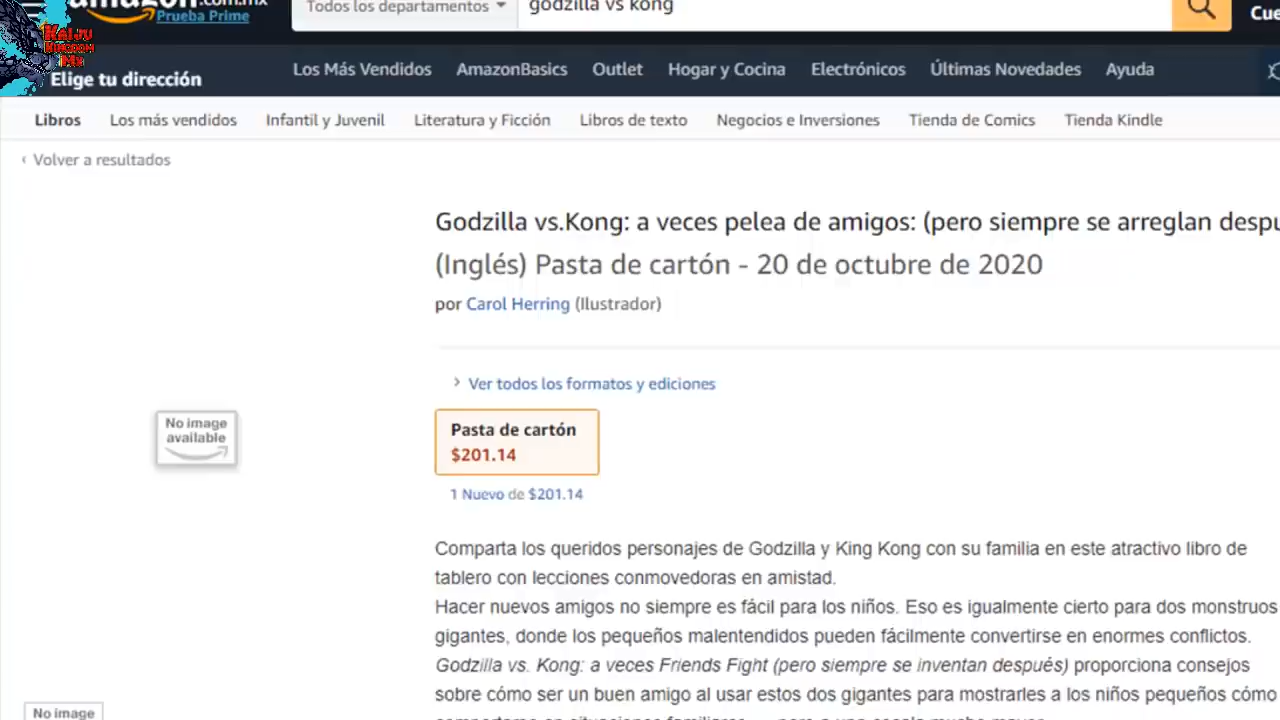 amazon.com.mx
Prueba Prime
Todos los departamentos
godzilla vs kong
KAIJU
KINGDOM
MX
Elige tu dirección
Los Más Vendidos
AmazonBasics
Outlet
Hogar y Cocina
Electrónicos
Últimas Novedades
Ayuda
Libros
Los más vendidos
Infantil y Juvenil
Literatura y Ficción
Libros de texto
Negocios e Inversiones
Tienda de Comics
Tienda Kindle
‹ Volver a resultados
Godzilla vs.Kong: a veces pelea de amigos: (pero siempre se arreglan
(Inglés) Pasta de cartón - 20 de octubre de 2020
por Carol Herring (Ilustrador)
› Ver todos los formatos y ediciones
No image
available
Pasta de cartón
$201.14
1 Nuevo de $201.14
Comparta los queridos personajes de Godzilla y King Kong con su familia en este atractivo libro de
tablero con lecciones conmovedoras en amistad.
Hacer nuevos amigos no siempre es fácil para los niños. Eso es igualmente cierto para dos monstruos
gigantes, donde los pequeños malentendidos pueden fácilmente convertirse en enormes conflictos.
Godzilla vs. Kong: a veces Friends Fight (pero siempre se inventan después) proporciona consejos
sobre cómo ser un buen amigo al usar estos dos gigantes para mostrarles a los niños pequeños cómo
No image